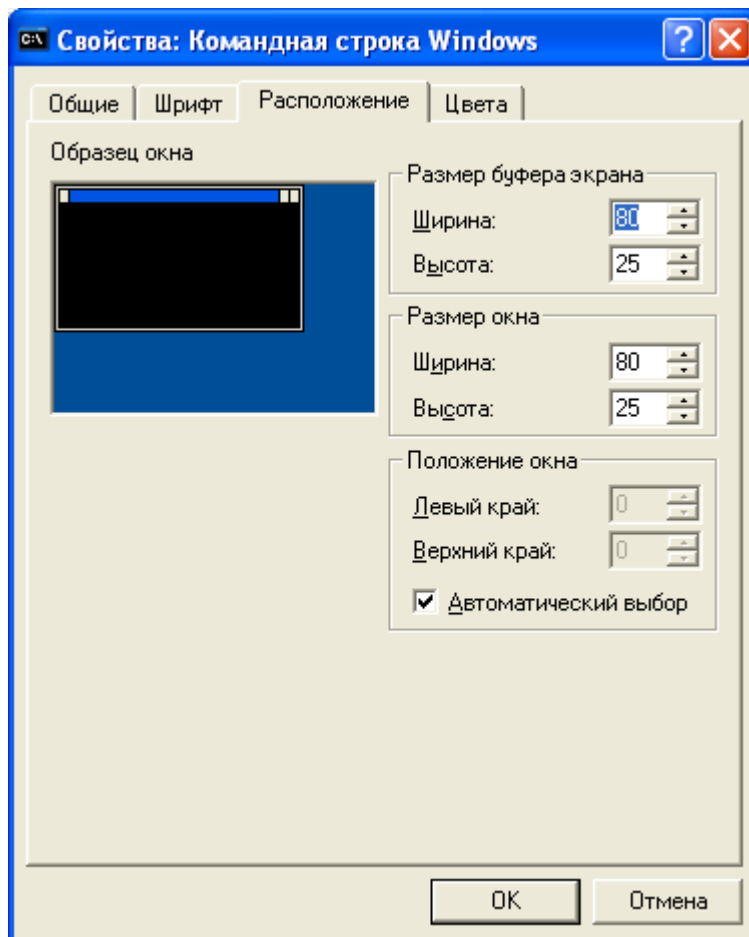 C:\ Свойства: Командная строка Windows ?
Общие Шрифт Расположение Цвета
Образец окна
Размер буфера экрана
Ширина: 80
Высота: 25
Размер окна
Ширина: 80
Высота: 25
Положение окна
Левый край: 0
Верхний край: 0
Автоматический выбор
OK Отмена